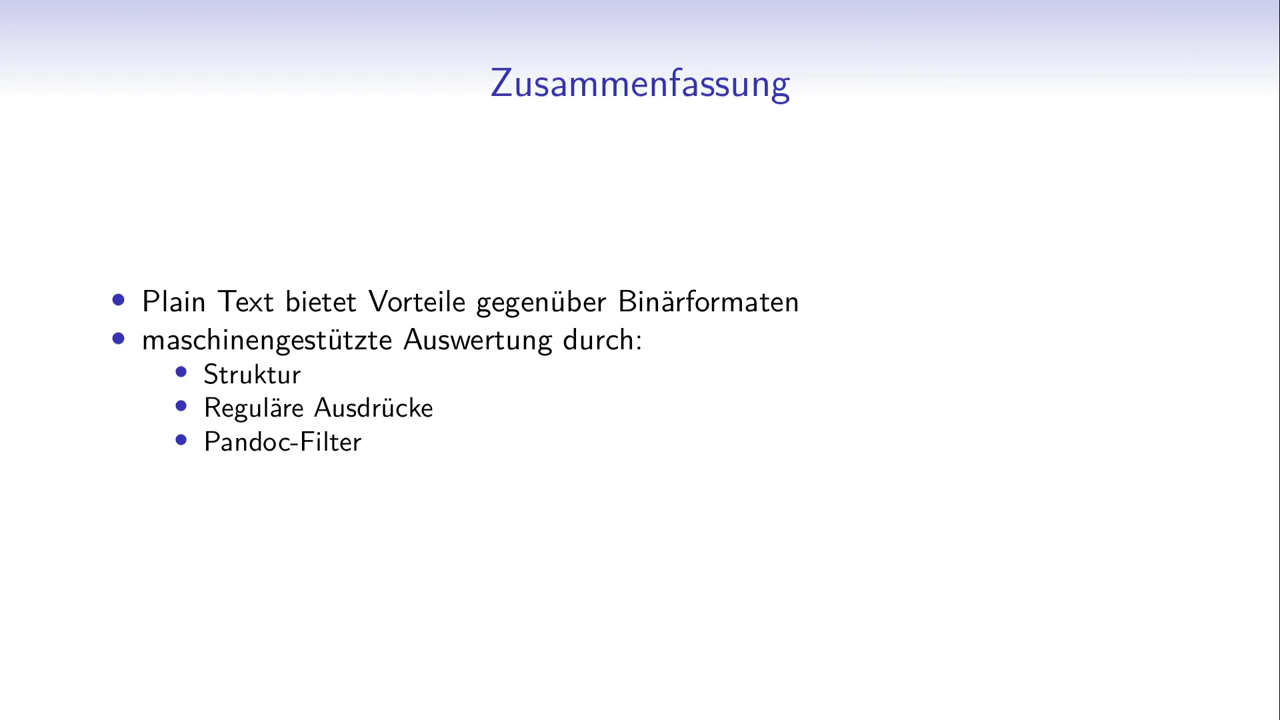 Zusammenfassung
• Plain Text bietet Vorteile gegenüber Binärformaten
• maschinengestützte Auswertung durch:
• Struktur
• Reguläre Ausdrücke
• Pandoc-Filter